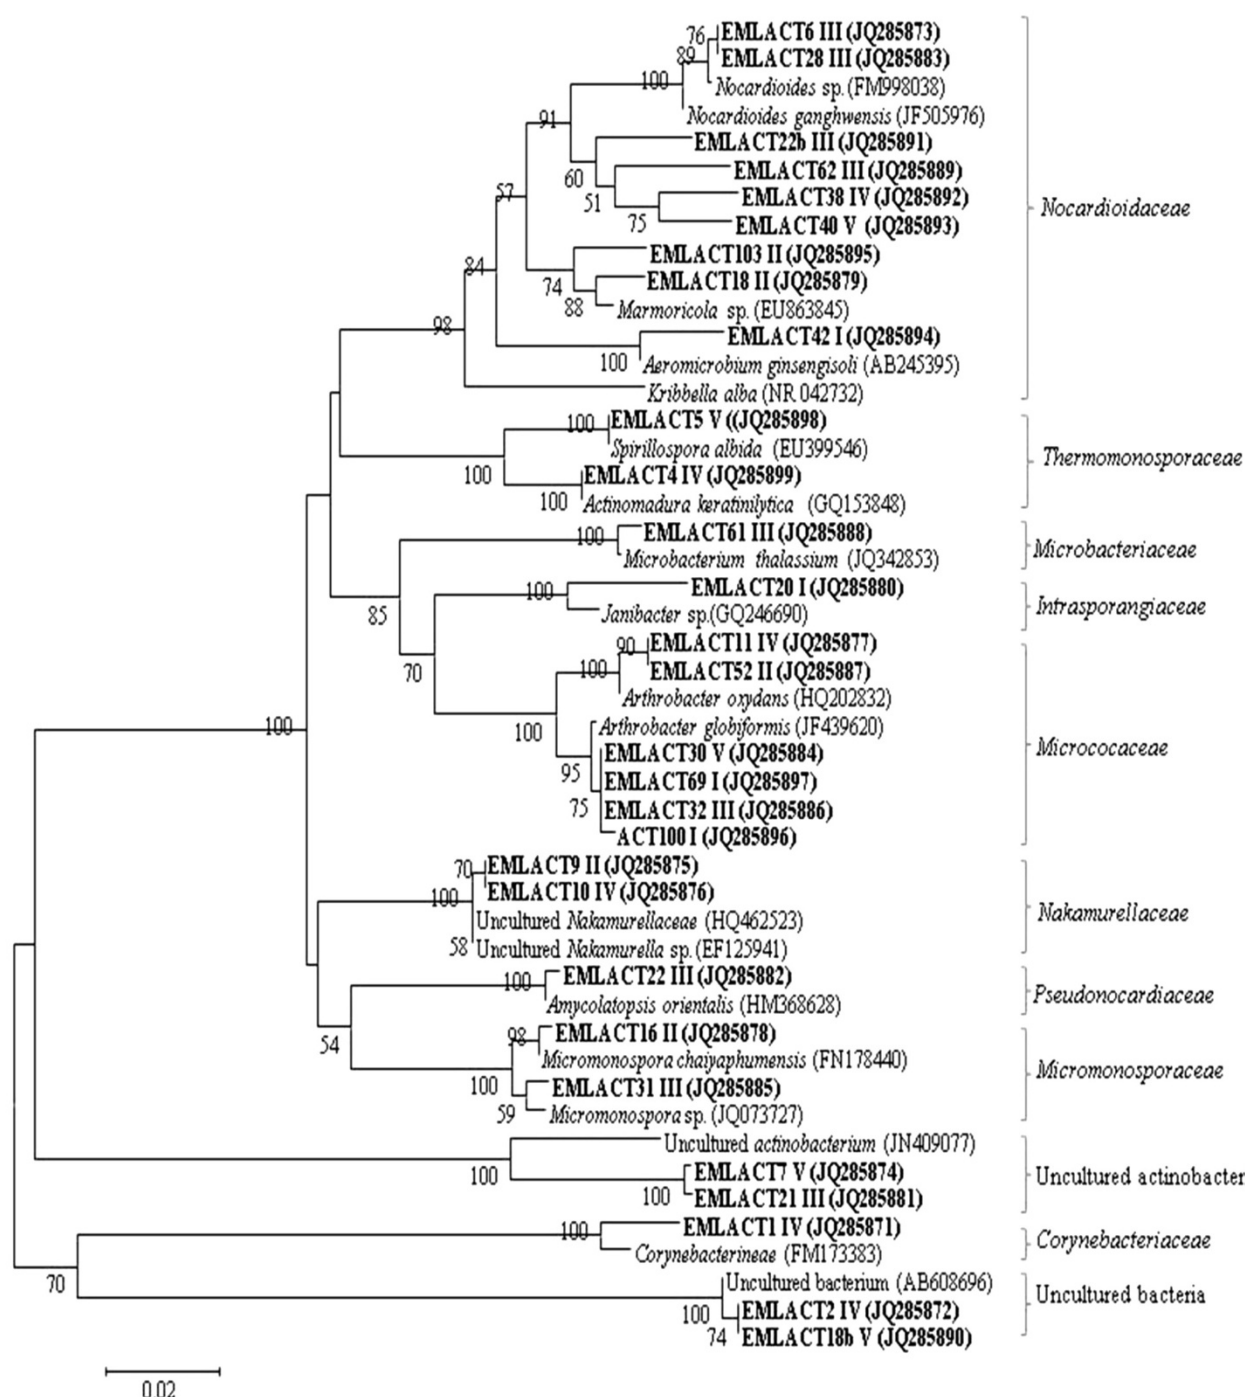 76 EMLACT6 III (JQ285873)
89 EMLACT28 III (JQ285883)
100 Nocardioides sp. (FM998038)
Nocardioides ganghwensis (JF505976)
91
EMLACT22b III (JQ285891)
60 EMLACT62 III (JQ285889)
51 EMLACT38 IV (JQ285892)
75 EMLACT40 V (JQ285893)
57
Nocardioidaceae
EMLACT103 II (JQ285895)
84
74 EMLACT18 II (JQ285879)
88 Marmoricola sp. (EU863845)
98
EMLACT42 I (JQ285894)
100 Aeromicrobium ginsengisoli (AB245395)
Kribbella alba (NR 042732)
100 EMLACT5 V ((JQ285898)
Spirillospora albida (EU399546)
Thermomonosporaceae
100 EMLACT4 IV (JQ285899)
100 Actinomadura keratinilytica (GQ153848)
100 EMLACT61 III (JQ285888)
Microbacterium thalassium (JQ342853)
Microbacteriaceae
100 EMLACT20 I (JQ285880)
85 Janibacter sp.(GQ246690)
Intrasporangiaceae
90 EMLACT11 IV (JQ285877)
70 100 EMLACT52 II (JQ285887)
Arthrobacter oxydans (HQ202832)
100 Arthrobacter globiformis (JF439620)
Micrococaceae
100 EMLACT30 V (JQ285884)
95 EMLACT69 I (JQ285897)
75 EMLACT32 III (JQ285886)
ACT100 I (JQ285896)
70 EMLACT9 II (JQ285875)
100 EMLACT10 IV (JQ285876)
Uncultured Nakamurellaceae (HQ462523)
Nakamurellaceae
58 Uncultured Nakamurella sp. (EF125941)
100 EMLACT22 III (JQ285882)
Amycolatopsis orientalis (HM368628)
Pseudonocardiaceae
54 98 EMLACT16 II (JQ285878)
Micromonospora chaiyaphumensis (FN178440)
Micromonosporaceae
100 EMLACT31 III (JQ285885)
59 Micromonospora sp. (JQ073727)
Uncultured actinobacterium (JN409077)
100 EMLACT7 V (JQ285874)
Uncultured actinobacter
100 EMLACT21 III (JQ285881)
100 EMLACT1 IV (JQ285871)
Corynebacteriaceae
Corynebacterineae (FM173383)
70 Uncultured bacterium (AB608696)
Uncultured bacteria
100 EMLACT2 IV (JQ285872)
74 EMLACT18b V (JQ285890)
0.02